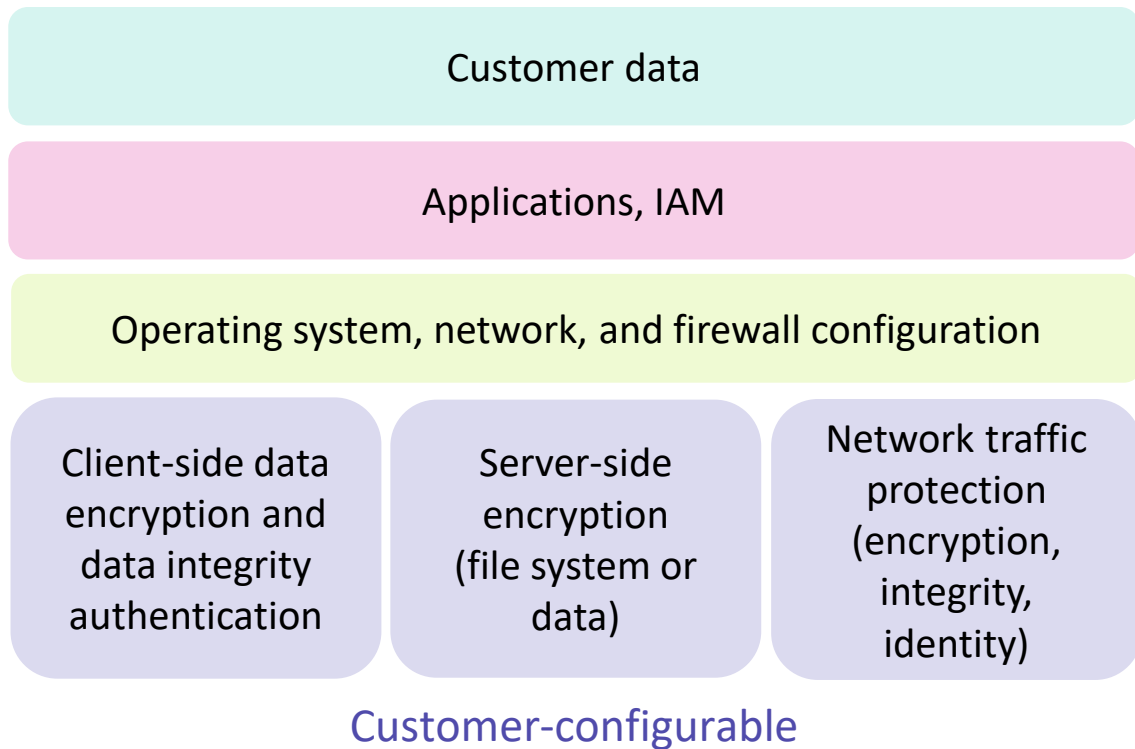 Customer data
Applications, IAM
Operating system, network, and firewall configuration
Client-side data
encryption and
data integrity
authentication
Server-side
encryption
(file system or
data)
Network traffic
protection
(encryption,
integrity,
identity)
Customer-configurable